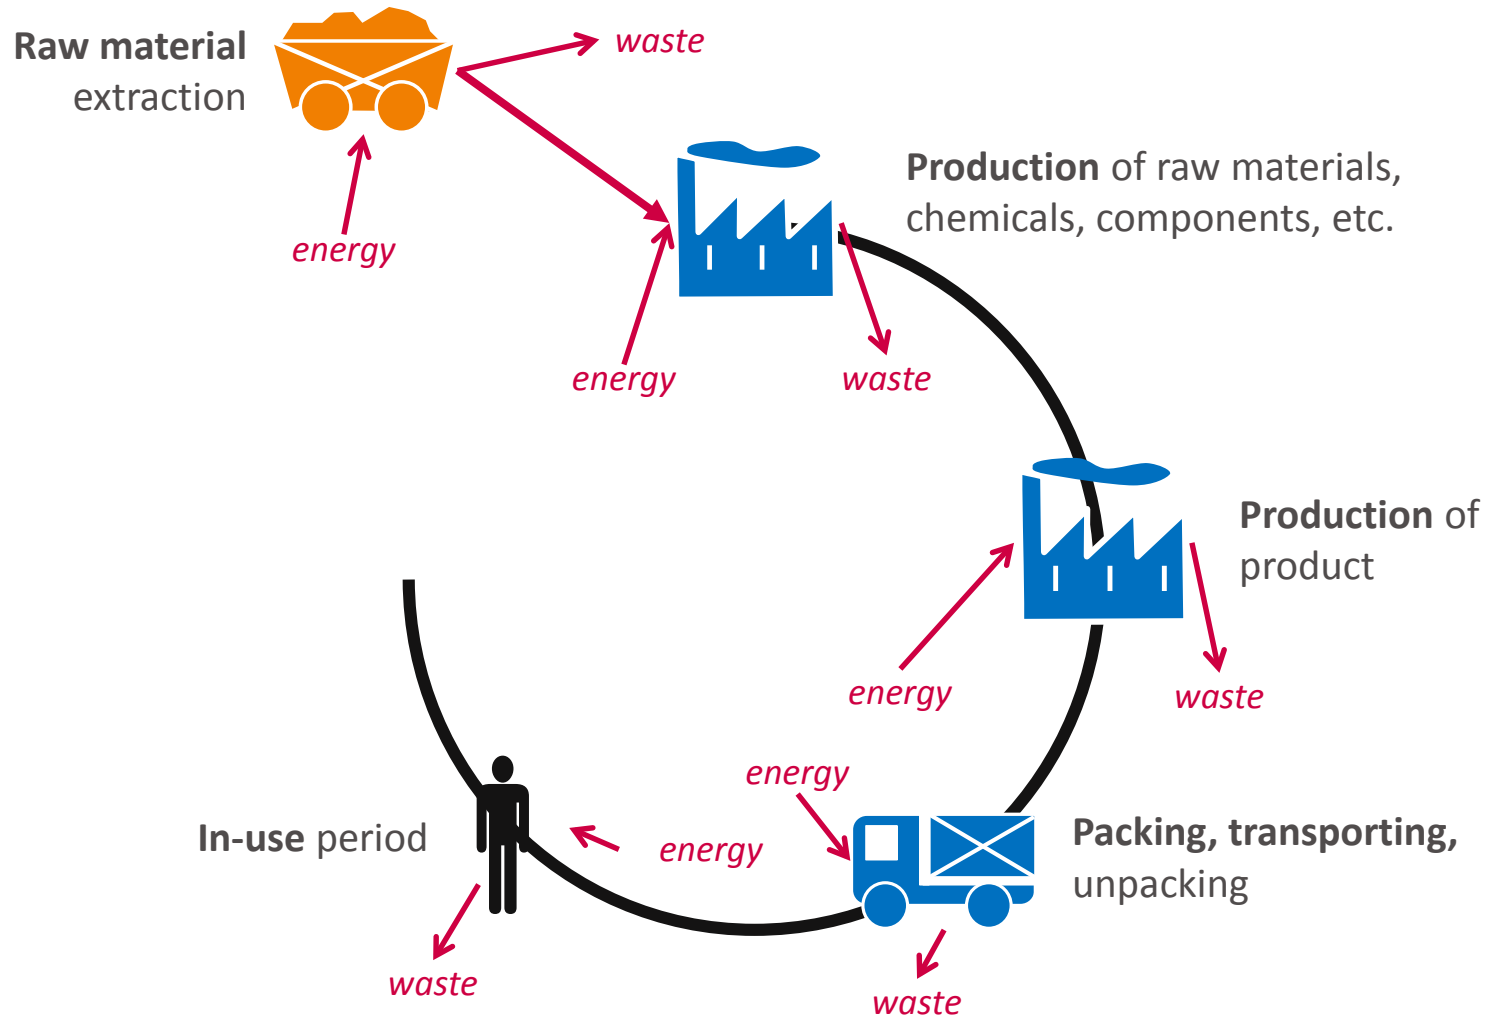 Raw material
extraction
waste
energy
Production of raw materials,
chemicals, components, etc.
energy
waste
Production of
product
energy
waste
energy
Packing, transporting,
unpacking
waste
In-use period
energy
waste